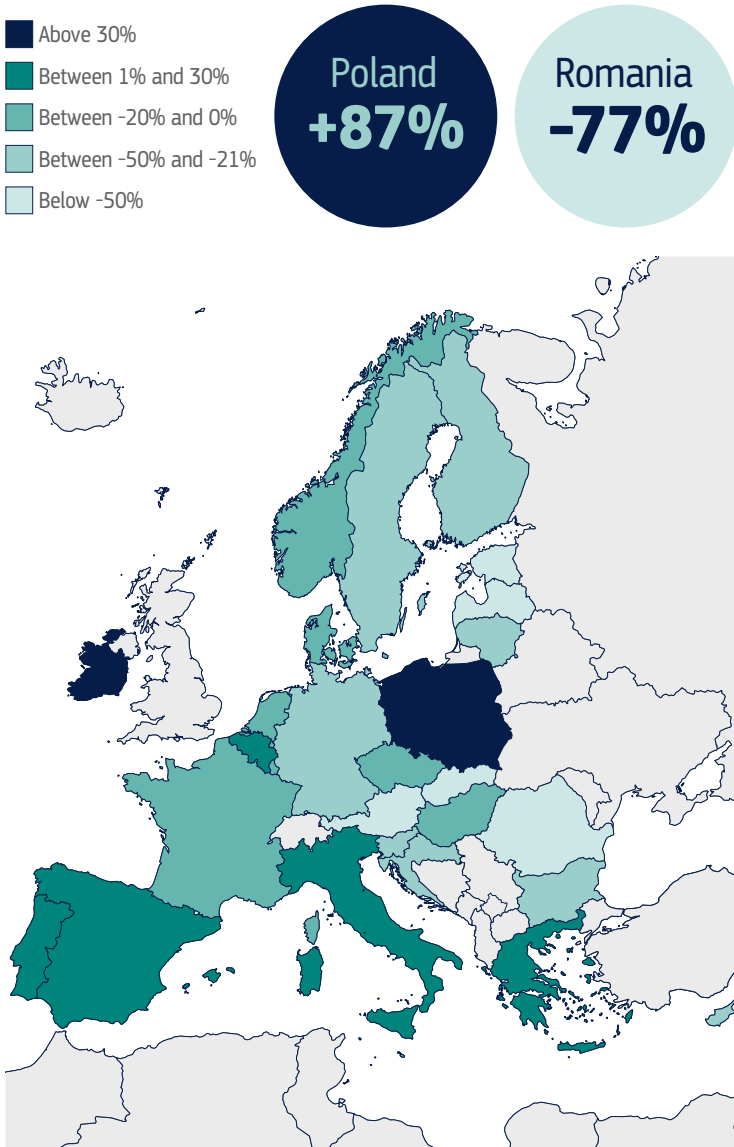 Above 30%
Between 1% and 30%
Between -20% and 0%
Between -50% and -21%
Below -50%
Poland
+87%
Romania
-77%